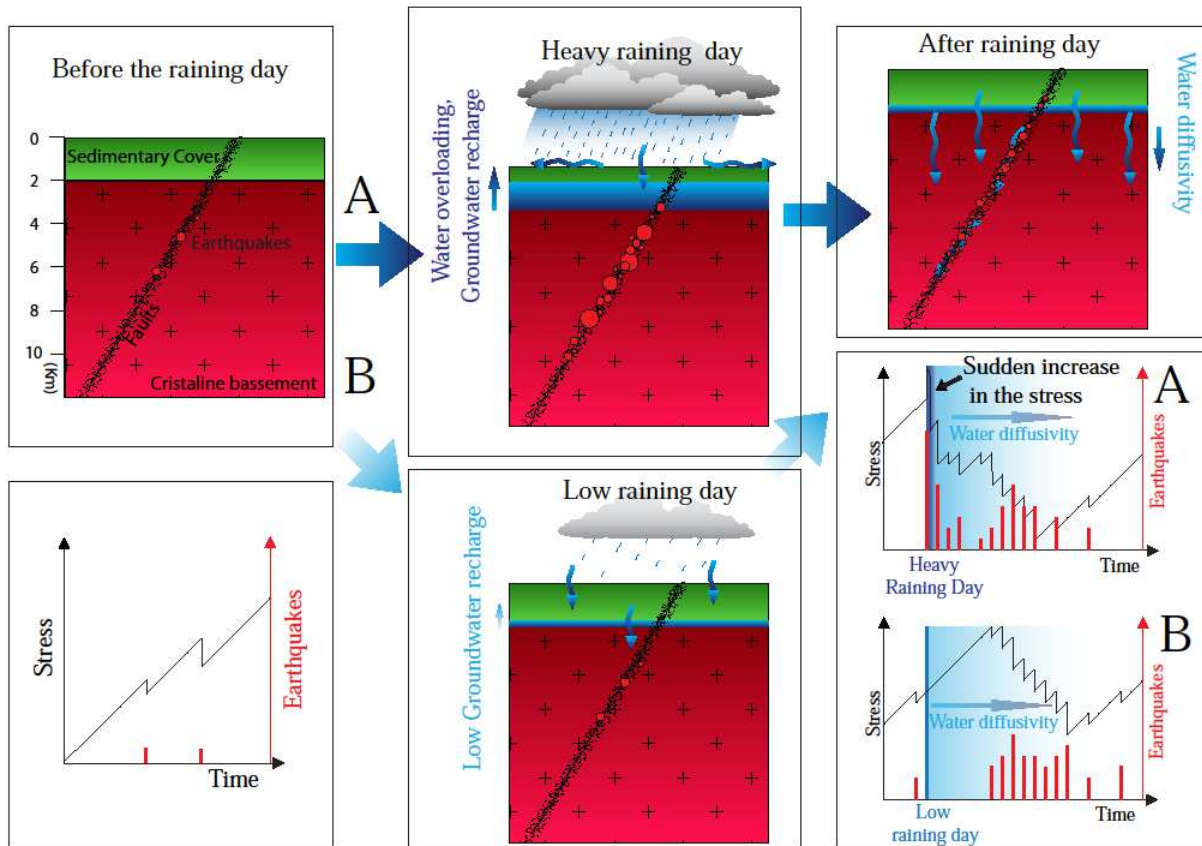 Before the raining day
0
2
4
6
8
10
(Km)
Sedimentary Cover
Earthquakes
Faults
Cristaline bassement
A
B
Heavy raining day
Water overloading,
Groundwater recharge
After raining day
Water diffusivity
Stress
Earthquakes
Time
Low raining day
Low Groundwater recharge
A
Sudden increase
in the stress
Water diffusivity
Stress
Earthquakes
Time
Heavy
Raining Day
B
Stress
Water diffusivity
Earthquakes
Time
Low
raining day